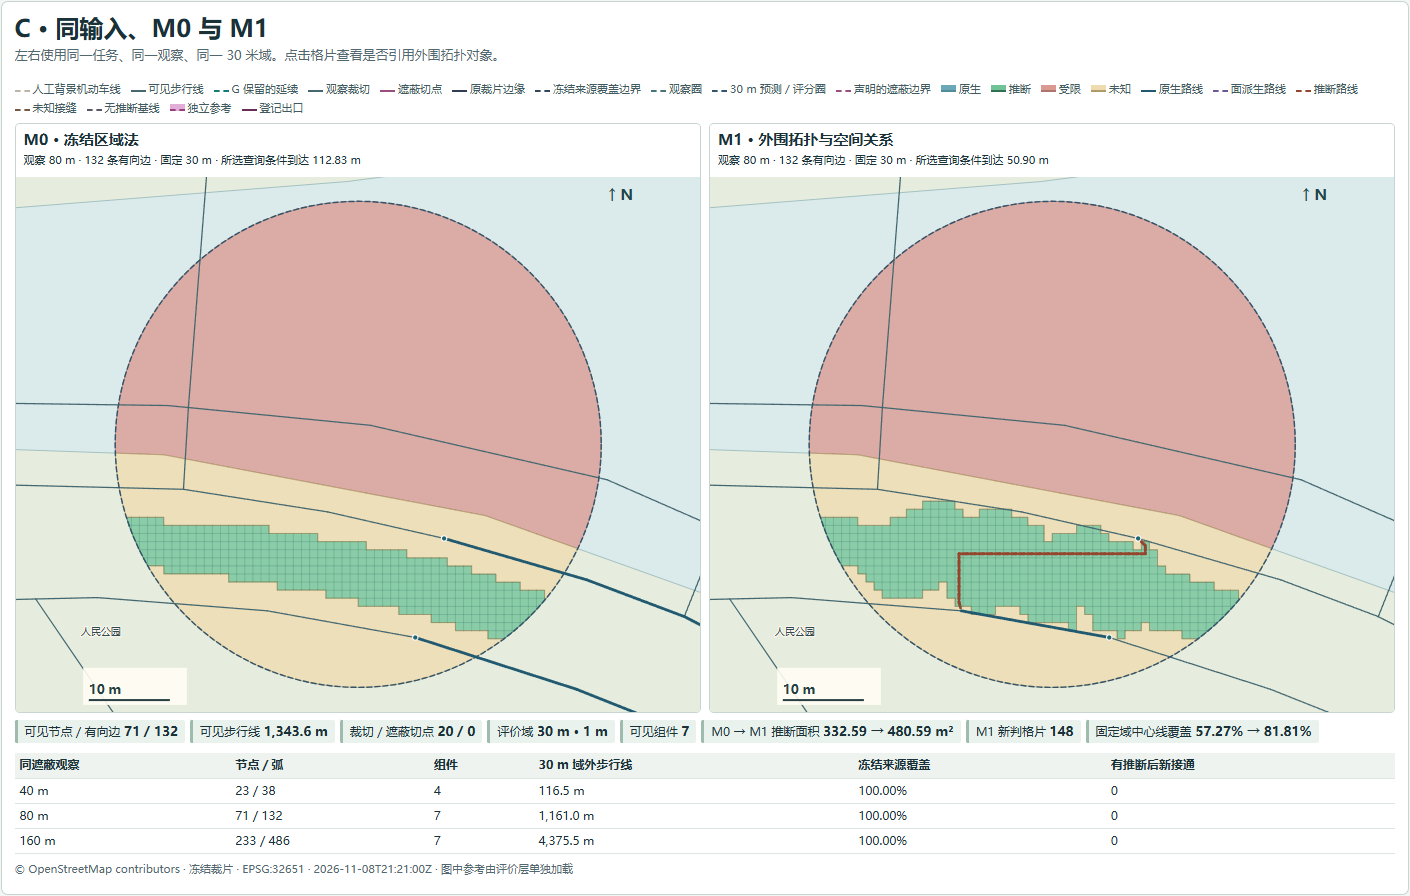 C • 同输入、M0 与 M1
左右使用同一任务、同一观察、同一 30 米域。点击格片查看是否引用外围拓扑对象。
人工背景机动车线 可见步行线 G 保留的延续 观察裁切 遮蔽切点 原裁片边缘 冻结来源覆盖边界 观察圈 30 m 预测 / 评分圈 声明的遮蔽边界 原生 推断 受限 未知 原生路线 面派生路线 推断路线
未知接缝 无推断基线 独立参考 登记出口
M0 • 冻结区域法
观察 80 m · 132 条有向边 · 固定 30 m · 所选查询条件到达 112.83 m
↑ N
人民公园
10 m
M1 • 外围拓扑与空间关系
观察 80 m · 132 条有向边 · 固定 30 m · 所选查询条件到达 50.90 m
↑ N
人民公园
10 m
可见节点 / 有向边 71 / 132 可见步行线 1,343.6 m 裁切 / 遮蔽切点 20 / 0 评价域 30 m • 1 m 可见组件 7 M0 → M1 推断面积 332.59 → 480.59 m² M1 新判格片 148 固定域中心线覆盖 57.27% → 81.81%
同遮蔽观察 节点 / 弧 组件 30 m 域外步行线 冻结来源覆盖 有推断后新接通
40 m 23 / 38 4 116.5 m 100.00% 0
80 m 71 / 132 7 1,161.0 m 100.00% 0
160 m 233 / 486 7 4,375.5 m 100.00% 0
© OpenStreetMap contributors · 冻结裁片 · EPSG:32651 · 2026-11-08T21:21:00Z · 图中参考由评价层单独加载